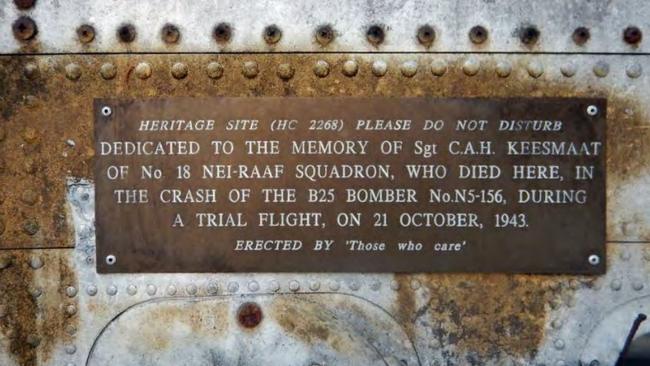 HERITAGE SITE (HC 2268) PLEASE DO NOT DISTURB
DEDICATED TO THE MEMORY OF Sgt C.A.H. KEESMAAT
OF No 18 NEI-RAAF SQUADRON, WHO DIED HERE, IN
THE CRASH OF THE B25 BOMBER No.N5-156, DURING
A TRIAL FLIGHT, ON 21 OCTOBER, 1943.
ERECTED BY 'Those who care'